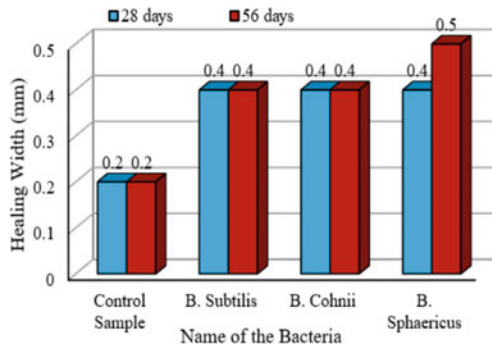 28 days 56 days
0.5
0.4
0.3
0.2
0.1
0
Healing Width (mm)
0.2 0.2
0.4 0.4
0.4 0.4
0.4 0.5
Control
Sample
B. Subtilis
B. Cohnii
B.
Sphaericus
Name of the Bacteria